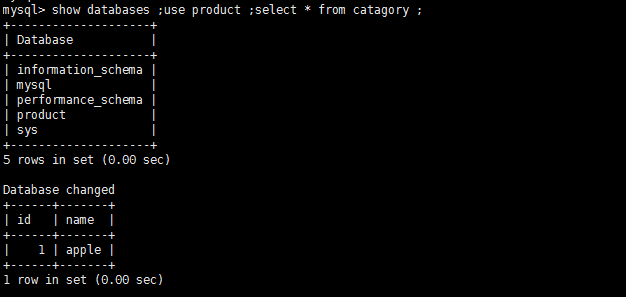 mysql> show databases ;use product ;select * from catagory ;
+--------------------+
| Database           |
+--------------------+
| information_schema |
| mysql              |
| performance_schema |
| product            |
| sys                |
+--------------------+
5 rows in set (0.00 sec)

Database changed
+------+-------+
| id   | name  |
+------+-------+
|    1 | apple |
+------+-------+
1 row in set (0.00 sec)